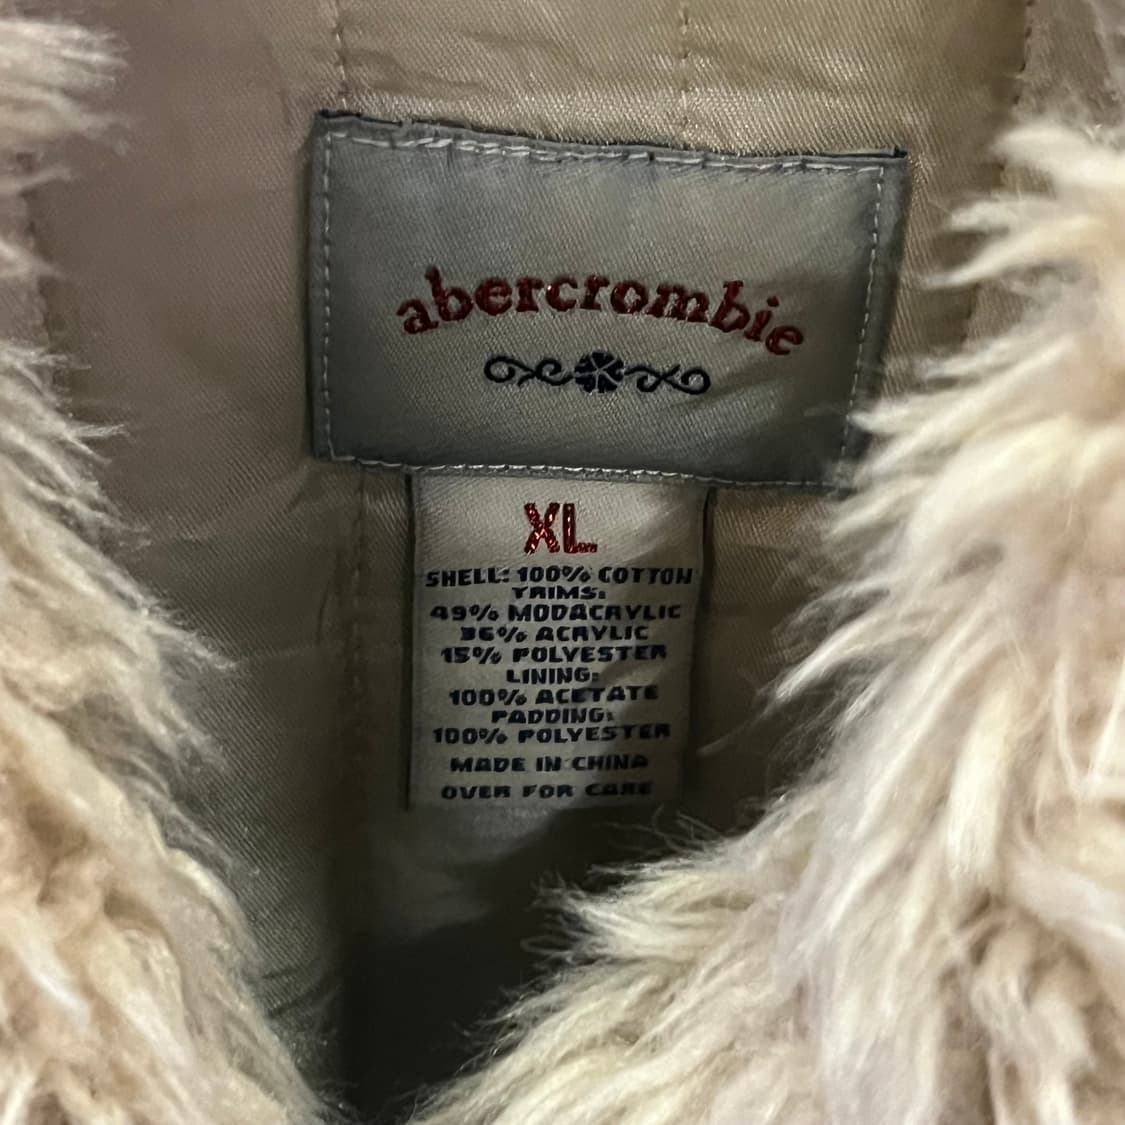 abercrombie
XL
SHELL: 100% COTTON
TRIMS:
49% MODACRYLIC
36% ACRYLIC
15% POLYESTER
LINING:
100% ACETATE
PADDING:
100% POLYESTER
MADE IN CHINA
OVER FOR CARE